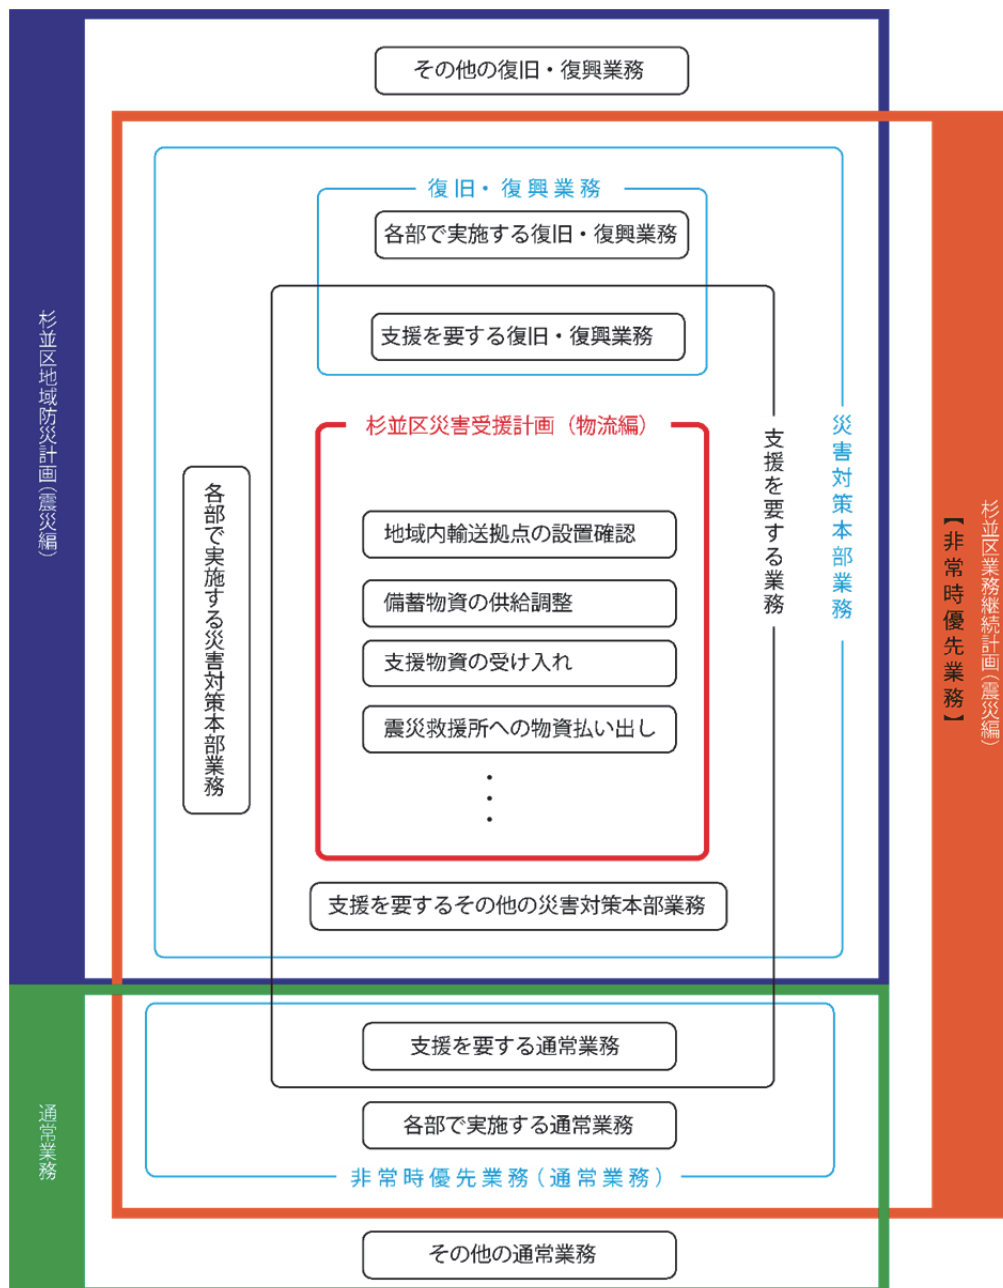 その他の復旧・復興業務
復旧・復興業務
各部で実施する復旧・復興業務
支援を要する復旧・復興業務
杉並区地域防災計画(震災編)
杉並区災害受援計画（物流編）
支援を要する業務
災害対策本部業務
各部で実施する災害対策本部業務
地域内輸送拠点の設置確認
備蓄物資の供給調整
支援物資の受け入れ
震災救援所への物資払い出し
・
・
・
【非常時優先業務】
杉並区業務継続計画(震災編)
支援を要するその他の災害対策本部業務
支援を要する通常業務
各部で実施する通常業務
通常業務
非常時優先業務(通常業務)
その他の通常業務